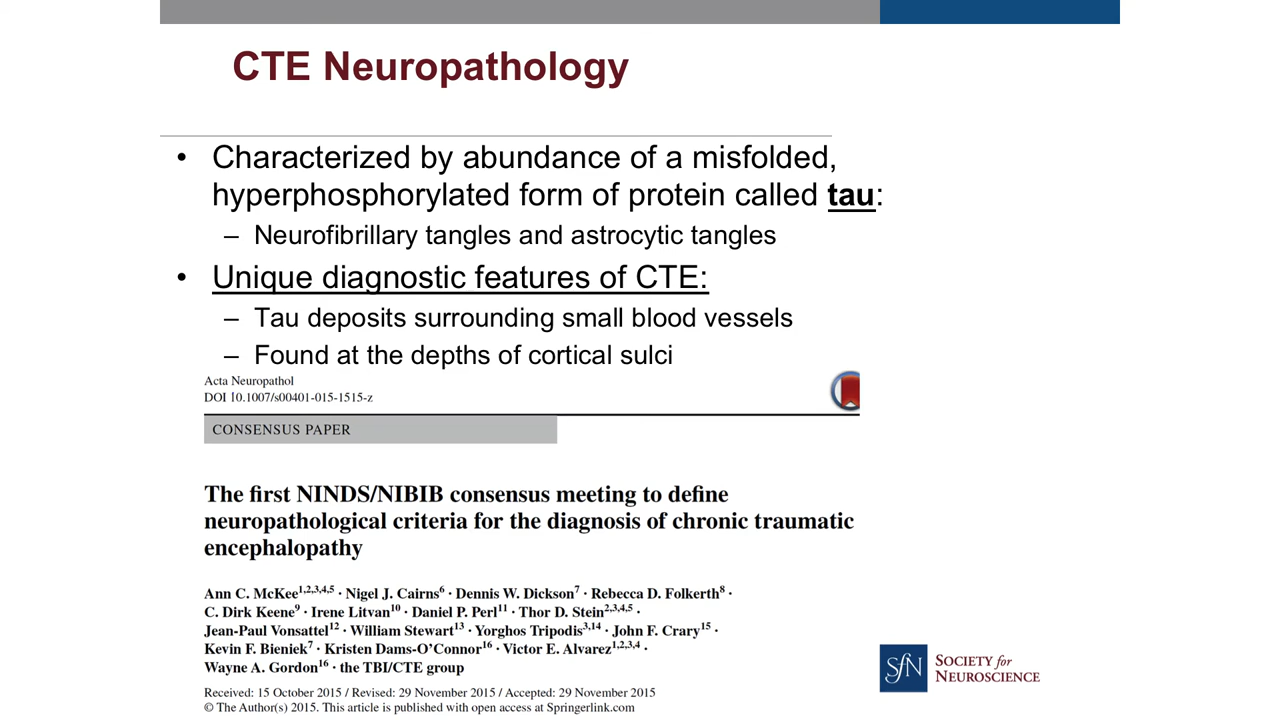 CTE Neuropathology
• Characterized by abundance of a misfolded,
hyperphosphorylated form of protein called tau:
– Neurofibrillary tangles and astrocytic tangles
• Unique diagnostic features of CTE:
– Tau deposits surrounding small blood vessels
– Found at the depths of cortical sulci
Acta Neuropathol
DOI 10.1007/s00401-015-1515-z
CONSENSUS PAPER
The first NINDS/NIBIB consensus meeting to define
neuropathological criteria for the diagnosis of chronic traumatic
encephalopathy
Ann C. McKee1,2,3,4,5 · Nigel J. Cairns6 · Dennis W. Dickson7 · Rebecca D. Folkerth8 ·
C. Dirk Keene9 · Irene Litvan10 · Daniel P. Perl11 · Thor D. Stein2,3,4,5 ·
Jean-Paul Vonsattel12 · William Stewart13 · Yorghos Tripodis3,14 · John F. Crary15 ·
Kevin F. Bieniek7 · Kristen Dams-O’Connor16 · Victor E. Alvarez1,2,3,4 ·
Wayne A. Gordon16 · the TBI/CTE group
Received: 15 October 2015 / Revised: 29 November 2015 / Accepted: 29 November 2015
© The Author(s) 2015. This article is published with open access at Springerlink.com
SfN
SOCIETY for
NEUROSCIENCE